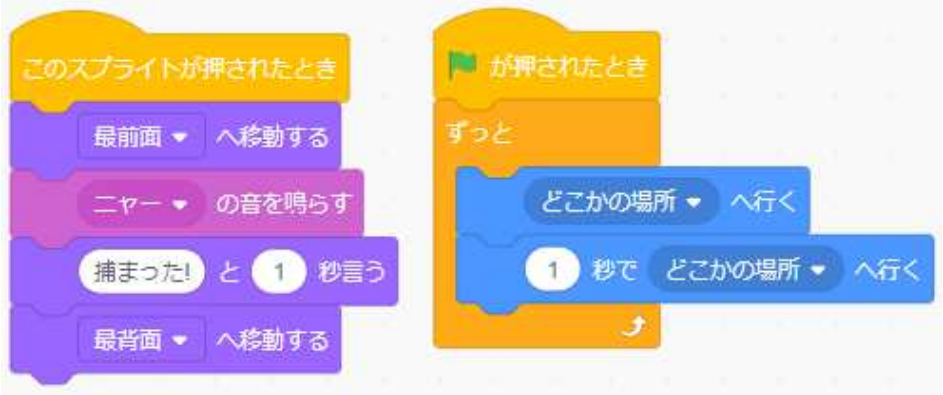 このスプライトが押されたとき
最前面 へ移動する
ニャー の音を鳴らす
捕まった! と 1 秒言う
最背面 へ移動する
が押されたとき
ずっと
どこかの場所 へ行く
1 秒で どこかの場所 へ行く